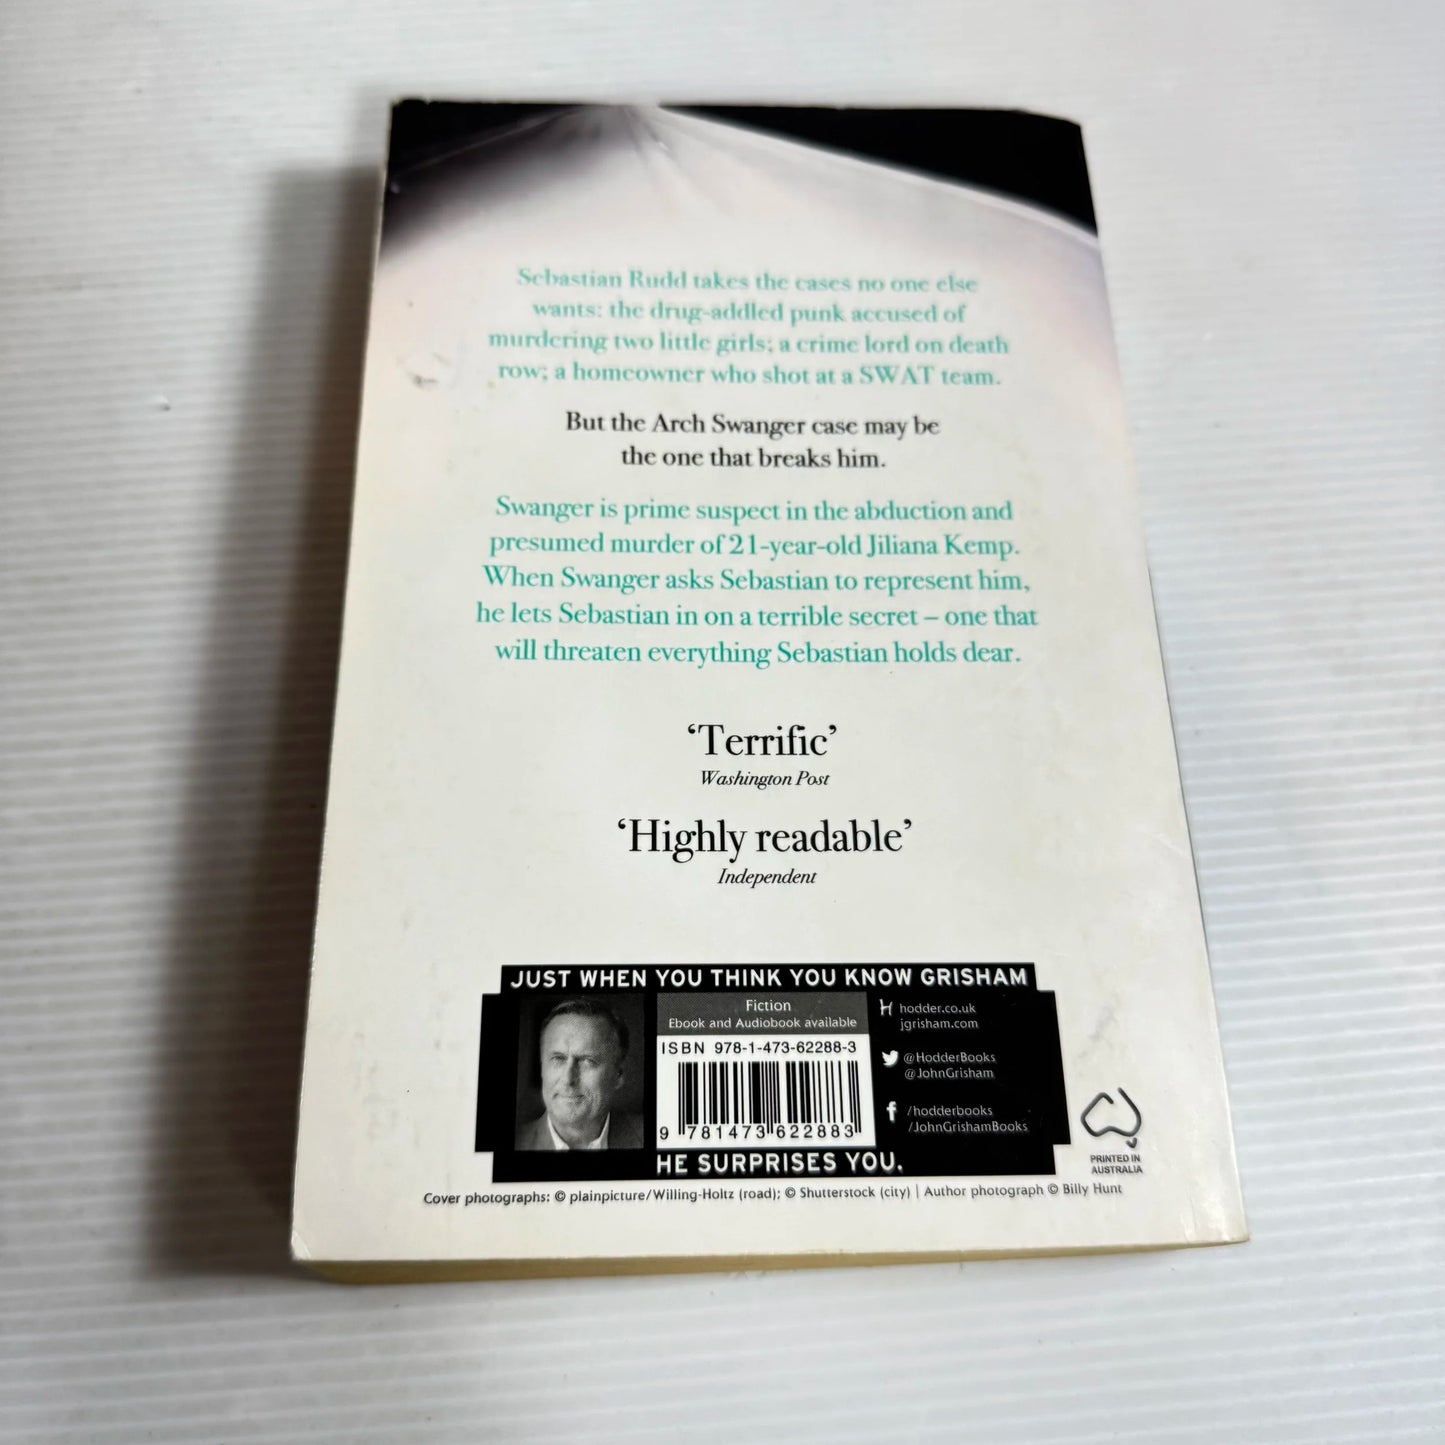 Sebastian Rudd takes the cases no one else
wants: the drug-addled punk accused of
murdering two little girls; a crime lord on death
row; a homeowner who shot at a SWAT team.
But the Arch Swanger case may be
the one that breaks him.
Swanger is prime suspect in the abduction and
presumed murder of 21-year-old Jiliana Kemp.
When Swanger asks Sebastian to represent him,
he lets Sebastian in on a terrible secret – one that
will threaten everything Sebastian holds dear.
‘Terrific’
Washington Post
‘Highly readable’
Independent
JUST WHEN YOU THINK YOU KNOW GRISHAM
Fiction
Ebook and Audiobook available
ISBN 978-1-473-62288-3
9 781473 622883
hodder.co.uk
jgrisham.com
@HodderBooks
@JohnGrisham
/hodderbooks
/JohnGrishamBooks
HE SURPRISES YOU.
PRINTED IN
AUSTRALIA
Cover photographs: © plainpicture/Willing-Holtz (road); © Shutterstock (city) | Author photograph © Billy Hunt